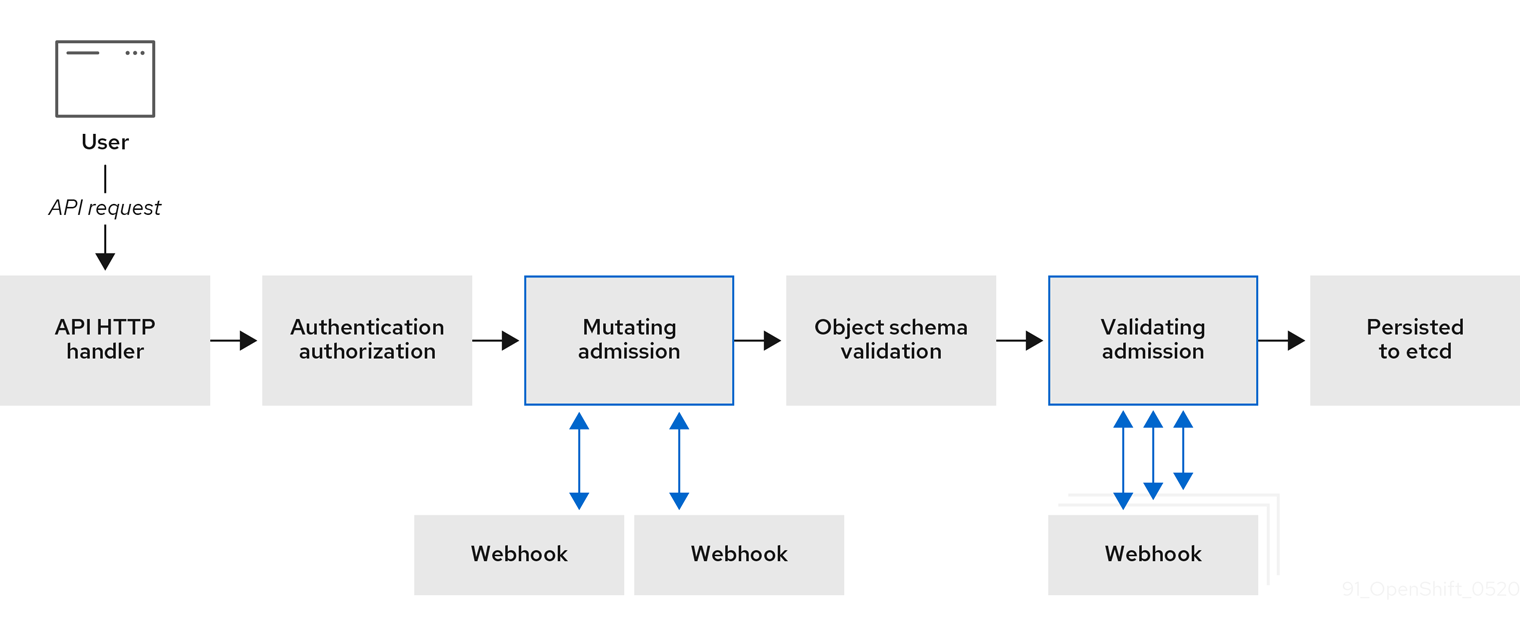 User
API request
API HTTP
handler
Authentication
authorization
Mutating
admission
Object schema
validation
Validating
admission
Persisted
to etcd
Webhook
Webhook
Webhook
91_OpenShift_0520